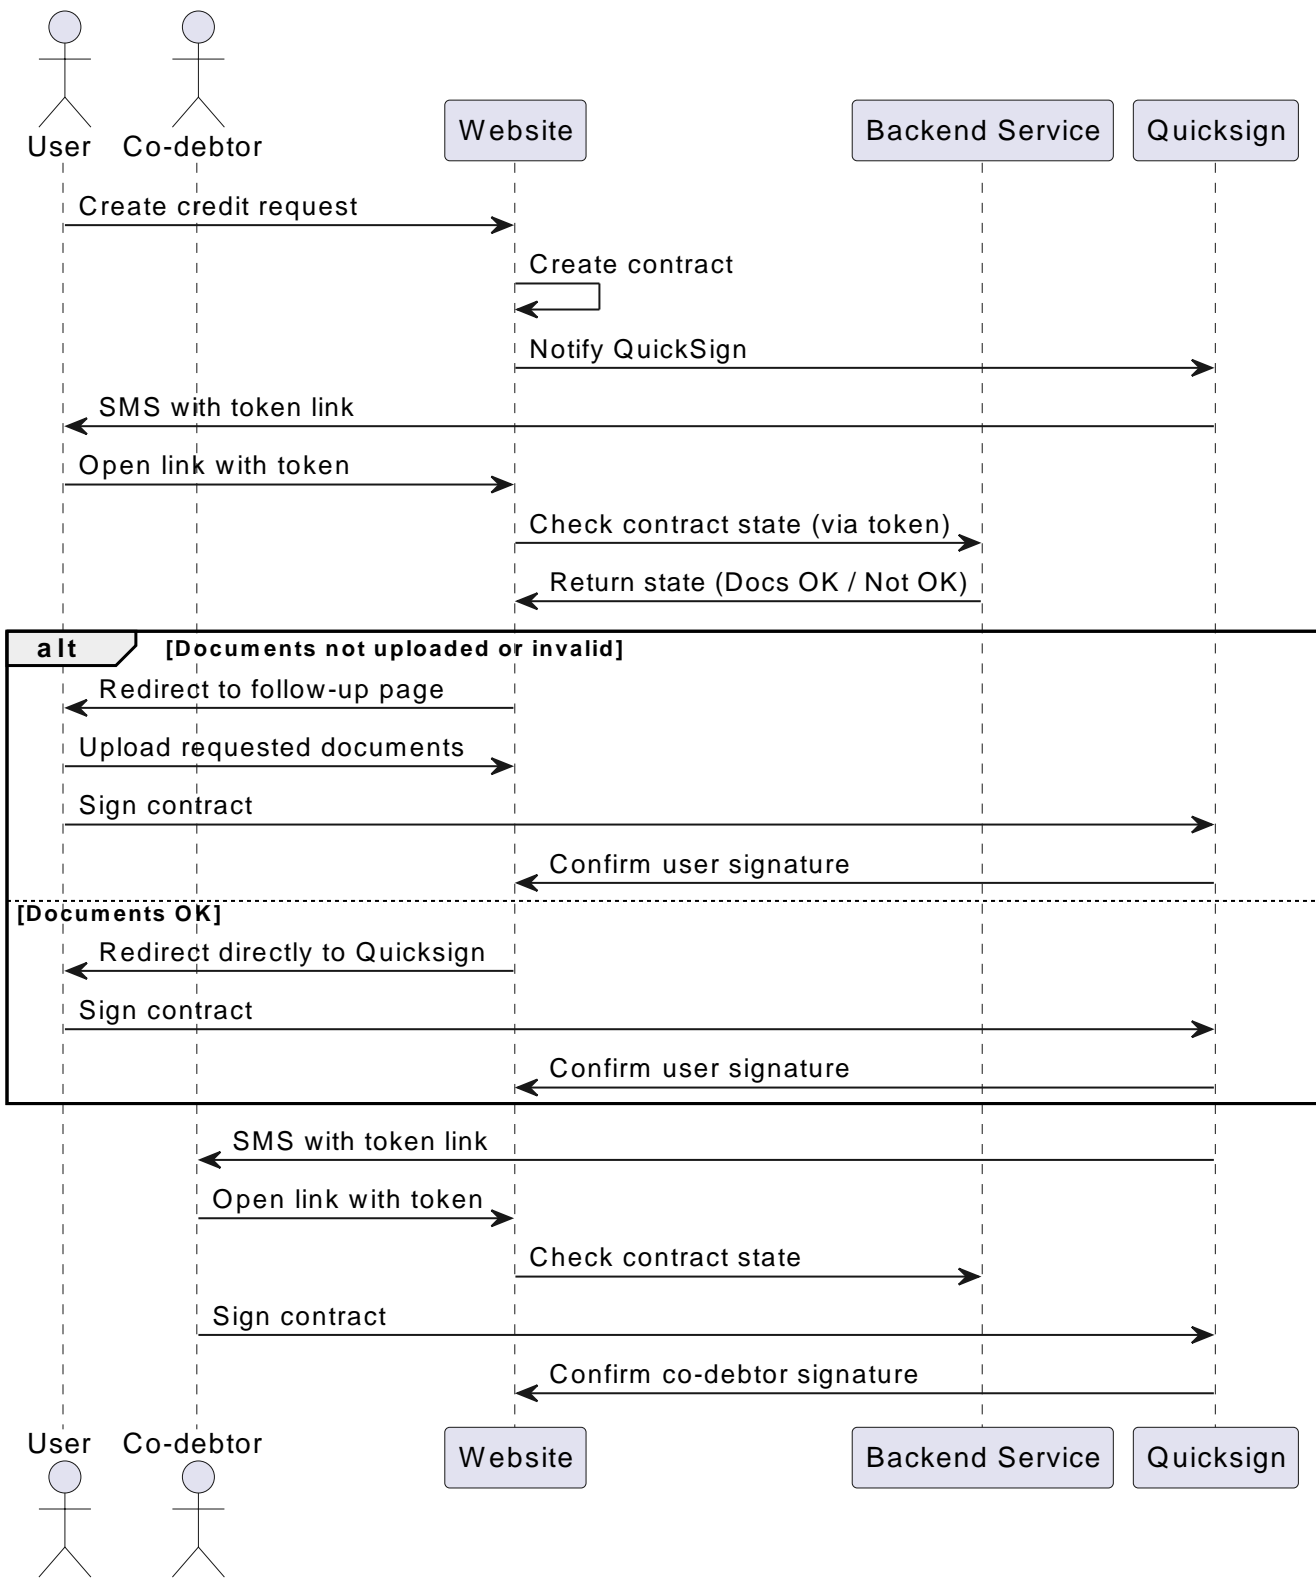 User
Co-debtor
Website
Backend Service
Quicksign
Create credit request
Create contract
Notify QuickSign
SMS with token link
Open link with token
Check contract state (via token)
Return state (Docs OK / Not OK)
alt
[Documents not uploaded or invalid]
Redirect to follow-up page
Upload requested documents
Sign contract
Confirm user signature
[Documents OK]
Redirect directly to Quicksign
Sign contract
Confirm user signature
SMS with token link
Open link with token
Check contract state
Sign contract
Confirm co-debtor signature
User
Co-debtor
Website
Backend Service
Quicksign